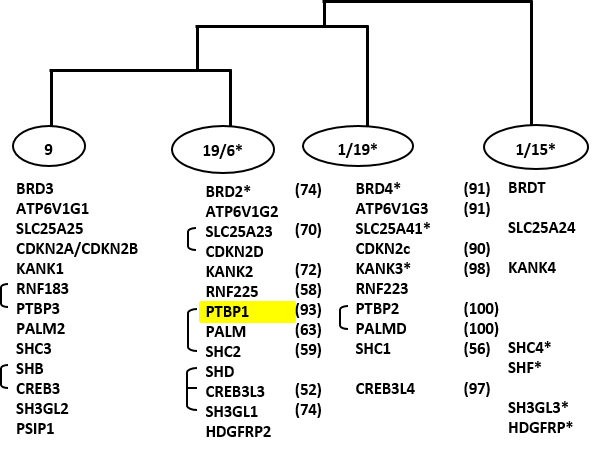 9 19/6* 1/19* 1/15*
BRD3 BRD2* (74) BRD4* (91) BRDT
ATP6V1G1 ATP6V1G2 ATP6V1G3 (91)
SLC25A25 SLC25A23 (70) SLC25A41* SLC25A24
CDKN2A/CDKN2B CDKN2D CDKN2c (90)
KANK1 KANK2 (72) KANK3* (98) KANK4
RNF183 RNF225 (58) RNF223
PTBP3 PTBP1 (93) PTBP2 (100)
PALM2 PALM (63) PALMD (100)
SHC3 SHC2 (59) SHC1 (56) SHC4*
SHB SHD SHF*
CREB3 CREB3L3 (52) CREB3L4 (97)
SH3GL2 SH3GL1 (74) SH3GL3*
PSIP1 HDGFRP2 HDGFRP*